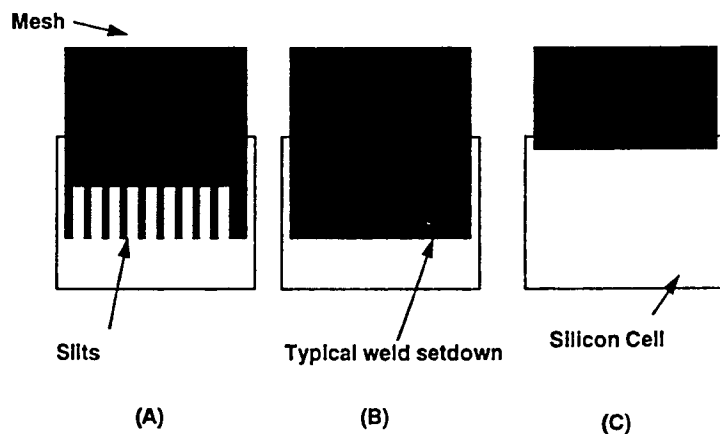 Mesh
Slits
Typical weld setdown
Silicon Cell
(A)
(B)
(C)